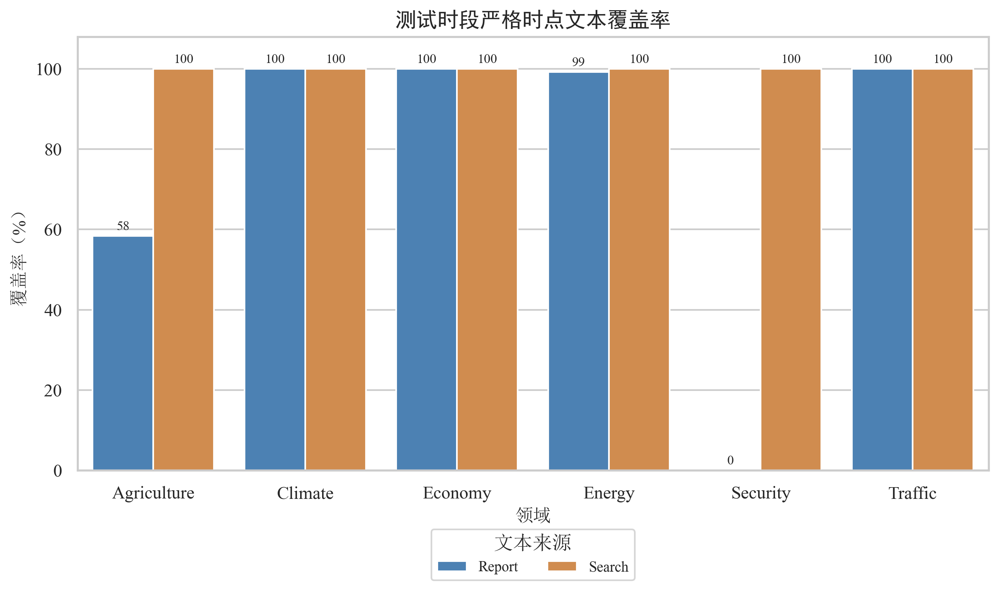 测试时段严格时点文本覆盖率
覆盖率（%）
100
80
60
40
20
0
58
100
100
100
100
100
99
100
0
100
100
100
Agriculture
Climate
Economy
Energy
Security
Traffic
领域
文本来源
Report
Search